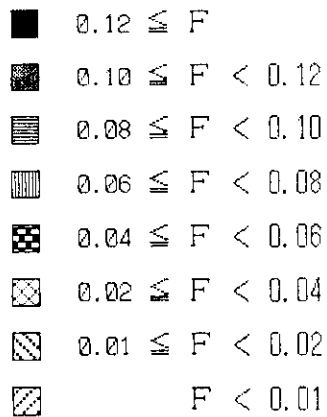 0.12 ≦ F
0.10 ≦ F < 0.12
0.08 ≦ F < 0.10
0.06 ≦ F < 0.08
0.04 ≦ F < 0.06
0.02 ≦ F < 0.04
0.01 ≦ F < 0.02
F < 0.01